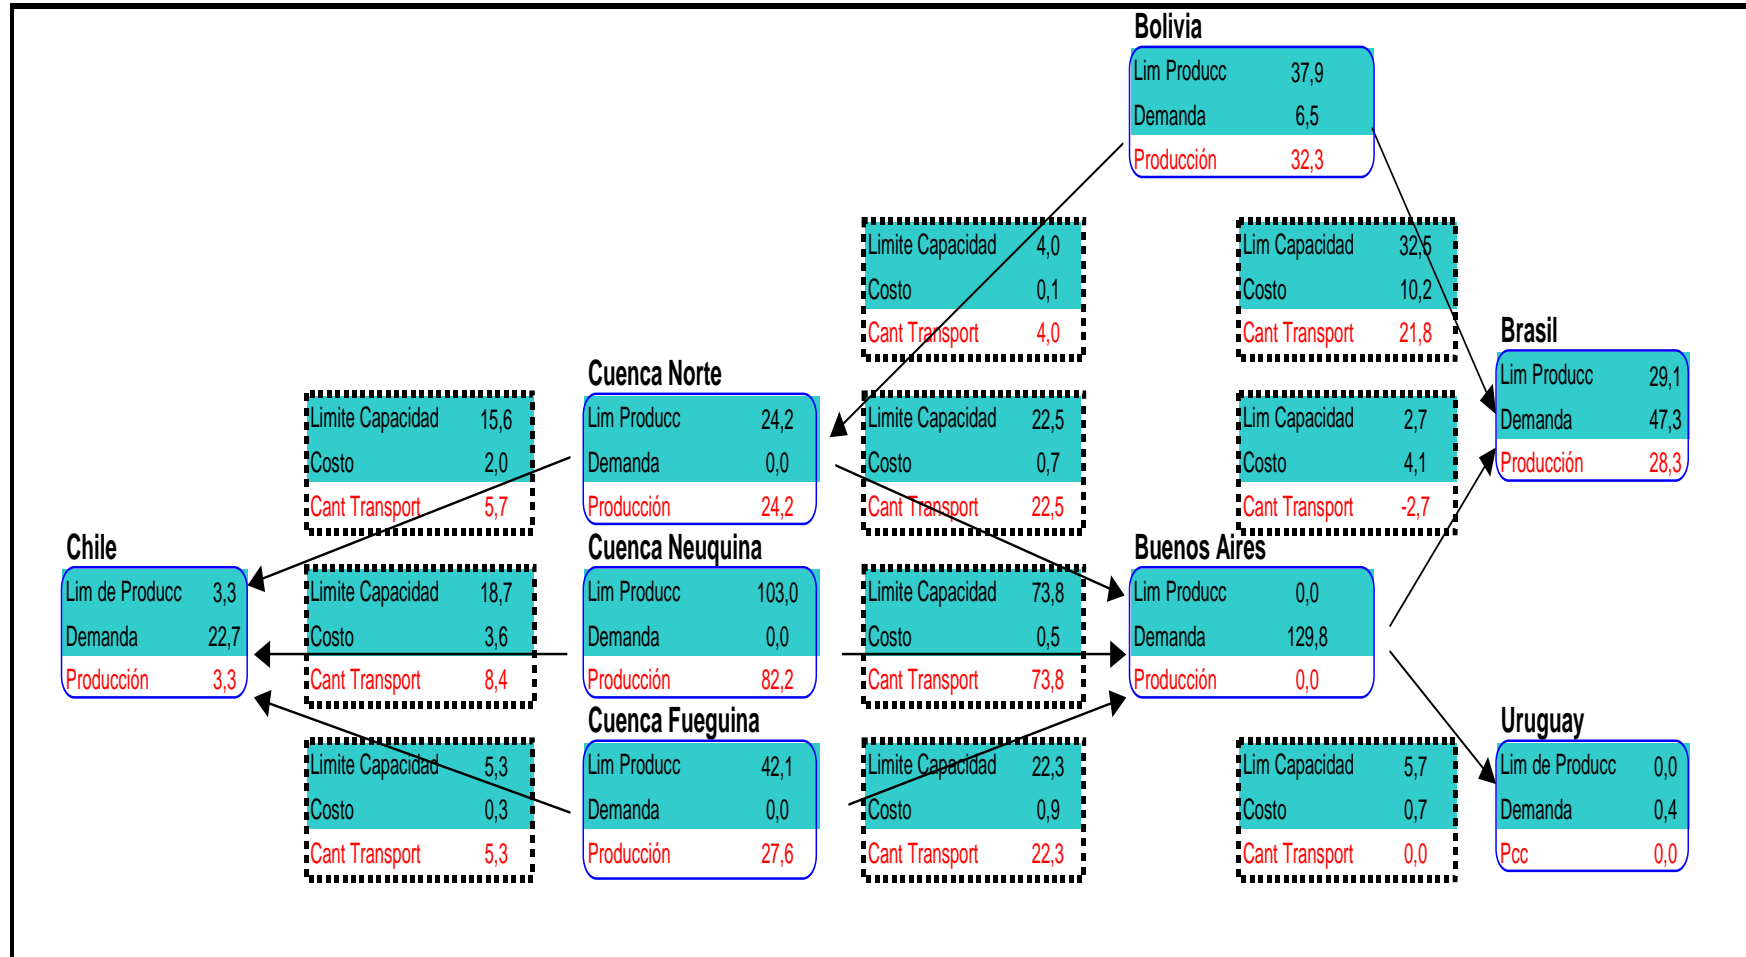 Bolivia
Lim Producc 37,9
Demanda 6,5
Producción 32,3
Limite Capacidad 4,0
Costo 0,1
Cant Transport 4,0
Lim Capacidad 32,5
Costo 10,2
Cant Transport 21,8
Brasil
Lim Producc 29,1
Demanda 47,3
Producción 28,3
Cuenca Norte
Lim Producc 24,2
Demanda 0,0
Producción 24,2
Limite Capacidad 15,6
Costo 2,0
Cant Transport 5,7
Limite Capacidad 22,5
Costo 0,7
Cant Transport 22,5
Lim Capacidad 2,7
Costo 4,1
Cant Transport -2,7
Chile
Lim de Producc 3,3
Demanda 22,7
Producción 3,3
Limite Capacidad 18,7
Costo 3,6
Cant Transport 8,4
Cuenca Neuquina
Lim Producc 103,0
Demanda 0,0
Producción 82,2
Limite Capacidad 73,8
Costo 0,5
Cant Transport 73,8
Buenos Aires
Lim Producc 0,0
Demanda 129,8
Producción 0,0
Cuenca Fueguina
Lim Producc 42,1
Demanda 0,0
Producción 27,6
Limite Capacidad 5,3
Costo 0,3
Cant Transport 5,3
Limite Capacidad 22,3
Costo 0,9
Cant Transport 22,3
Lim Capacidad 5,7
Costo 0,7
Cant Transport 0,0
Uruguay
Lim de Producc 0,0
Demanda 0,4
Pcc 0,0